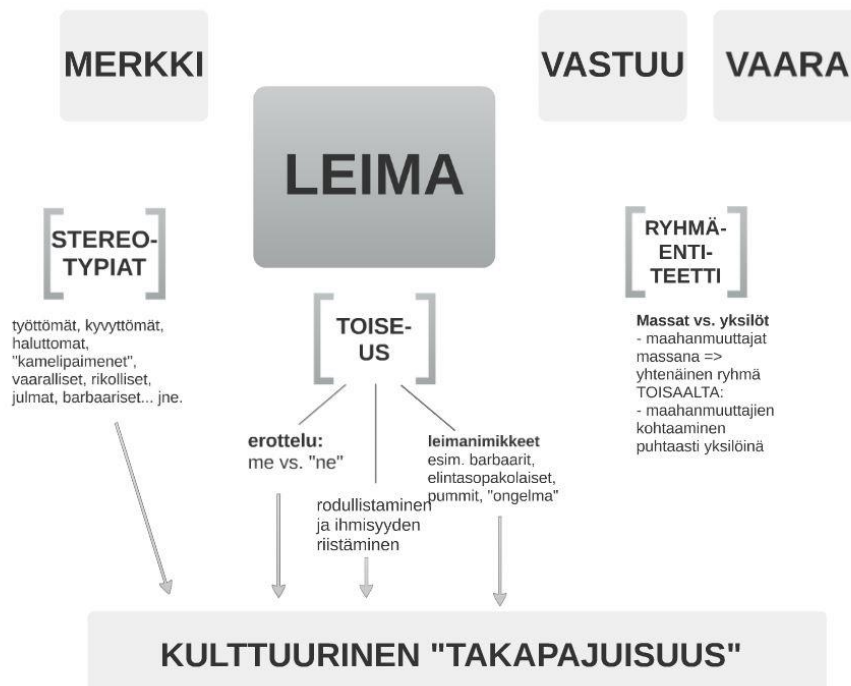 MERKKI
VASTUU
VAARA
LEIMA
STEREO-
TYPIAT
työttömät, kyvyttömät,
haluttomat,
"kamelipaimenet",
vaaralliset, rikolliset,
julmat, barbaariset... jne.
TOISE-
US
erottelu:
me vs. "ne"
rodullistaminen
ja ihmisyyden
riistäminen
leimanimikkeet
esim. barbaarit,
elintasopakolaiset,
pummit, "ongelma"
RYHMÄ-
ENTI-
TEETTI
Massat vs. yksilöt
- maahanmuuttajat
massana =>
yhtenäinen ryhmä
TOISAALTA:
- maahanmuuttajien
kohtaaminen
puhtaasti yksilöinä
KULTTUURINEN "TAKAPAJUISUUS"